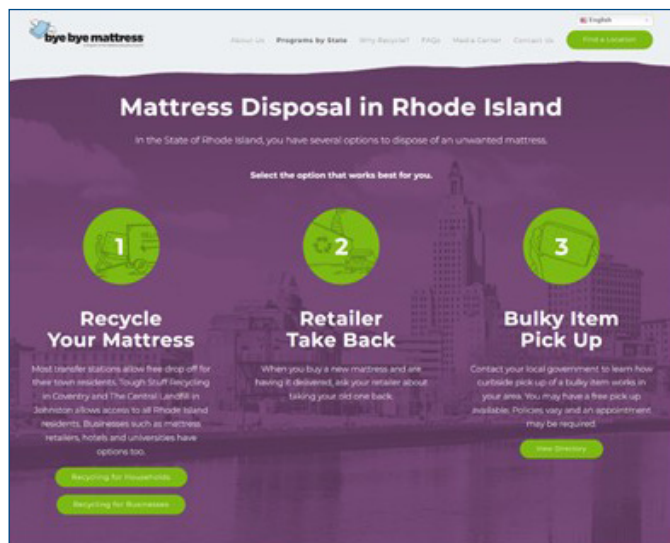 English
bye bye mattress
About Us Programs by State Why Recycle? FAQs Media Center Contact Us
Find a Location
Mattress Disposal in Rhode Island
In the State of Rhode Island, you have several options to dispose of an unwanted mattress.
Select the option that works best for you.
1
Recycle
Your Mattress
Most transfer stations allow free drop off for
their town residents. Tough Stuff Recycling
in Coventry and The Central Landfill in
Johnston allows access to all Rhode Island
residents. Businesses such as mattress
retailers, hotels and universities have
options too.
Recycling for Households
Recycling for Businesses
2
Retailer
Take Back
When you buy a new mattress and are
having it delivered, ask your retailer about
taking your old one back.
3
Bulky Item
Pick Up
Contact your local government to learn how
curbside pick up of a bulky item works in
your area. You may have a free pick up
available. Policies vary and an appointment
may be required.
View Directory